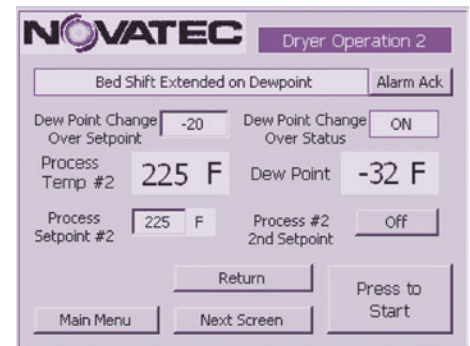 NOVATEC
Dryer Operation 2
Bed Shift Extended on Dewpoint
Alarm Ack
Dew Point Change
Over Setpoint
-20
Dew Point Change
Over Status
ON
Process
Temp #2
225 F
Dew Point
-32 F
Process
Setpoint #2
225 F
Process #2
2nd Setpoint
Off
Return
Press to
Start
Main Menu
Next Screen